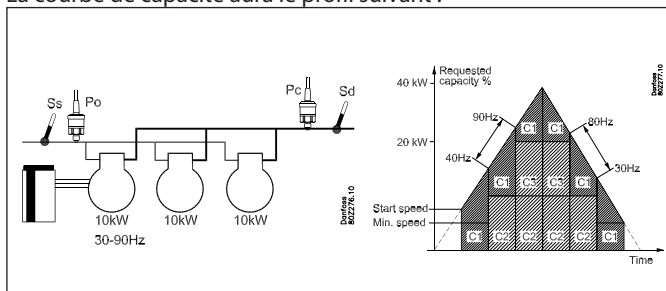 La courbe de capacité aura le profil suivant :
Ss
Po
Pc
Sd
10kW
10kW
10kW
30-90Hz
Danfoss
80Z276.10
40 kW
Requested
capacity %
Danfoss
80Z277.10
90Hz
C1
C1
80Hz
20 kW
40Hz
30Hz
C1
C3
C3
C1
Start speed
Min. speed
C1
C2
C2
C2
C2
C1
Time